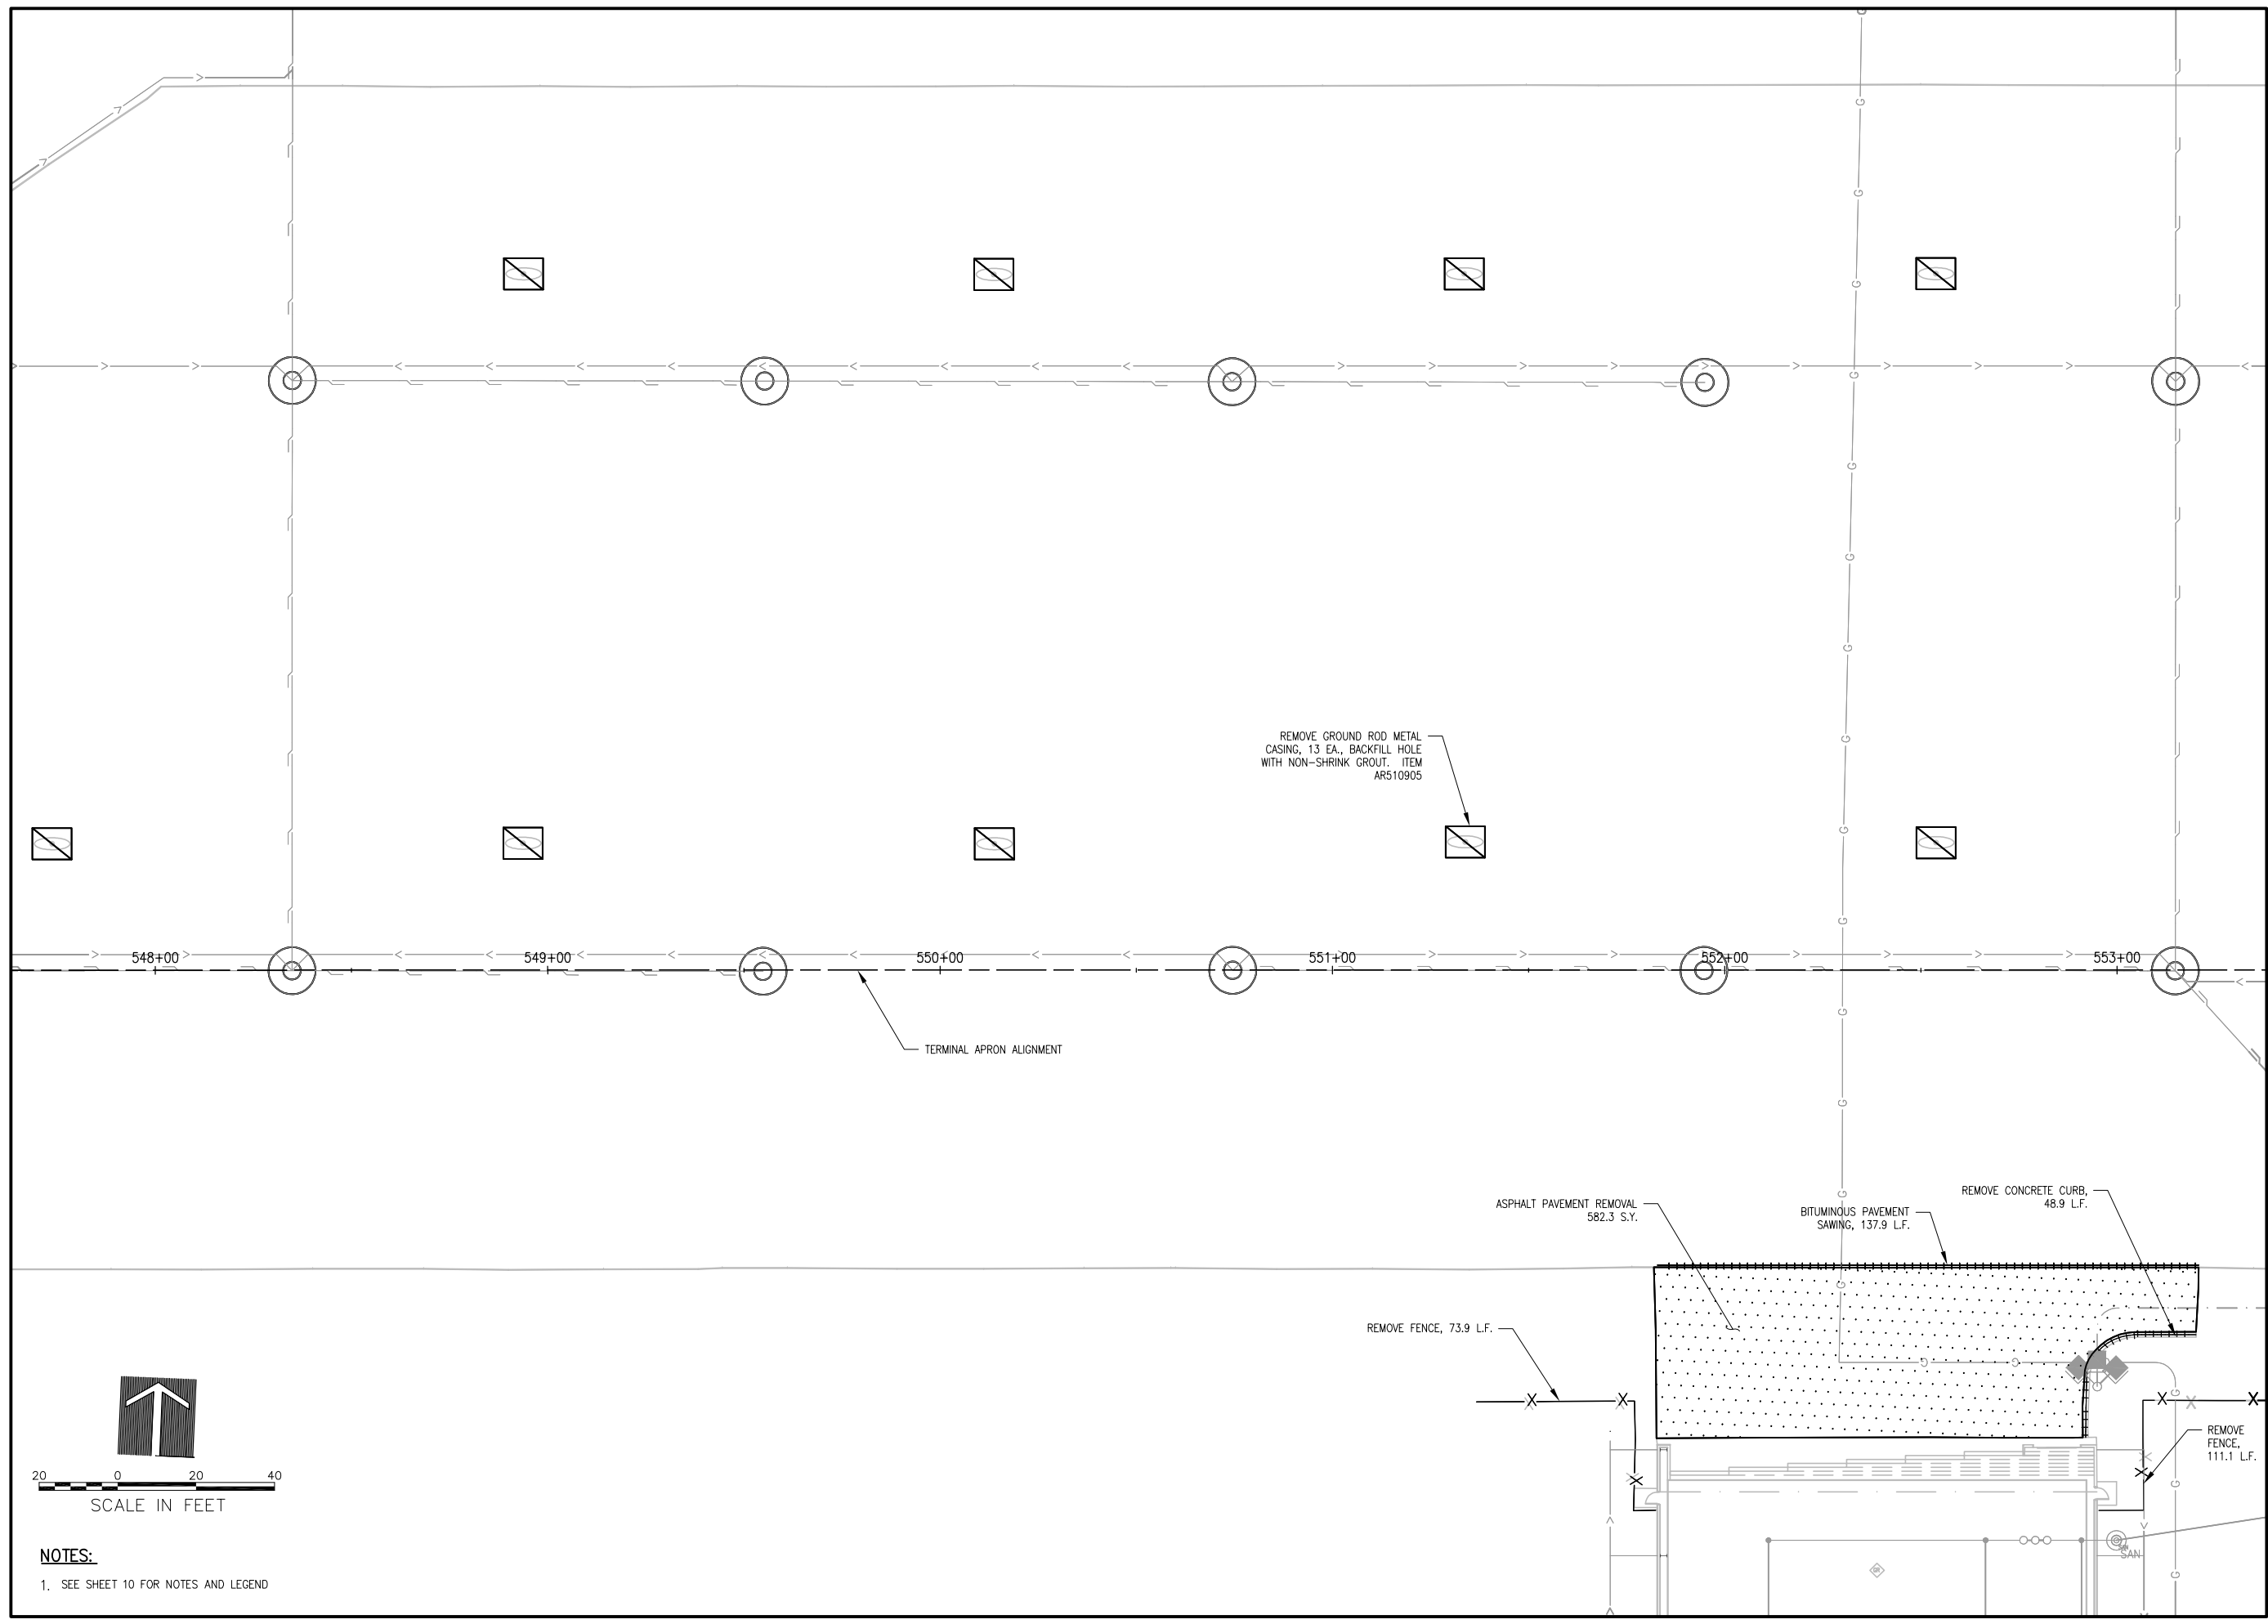 REMOVE GROUND ROD METAL
CASING, 13 EA., BACKFILL HOLE
WITH NON-SHRINK GROUT. ITEM
AR510905
548+00
549+00
550+00
551+00
552+00
553+00
TERMINAL APRON ALIGNMENT
ASPHALT PAVEMENT REMOVAL
582.3 S.Y.
BITUMINOUS PAVEMENT
SAWING, 137.9 L.F.
REMOVE CONCRETE CURB,
48.9 L.F.
REMOVE FENCE, 73.9 L.F.
REMOVE
FENCE,
111.1 L.F.
SAN
20 0 20 40
SCALE IN FEET
NOTES:
1. SEE SHEET 10 FOR NOTES AND LEGEND